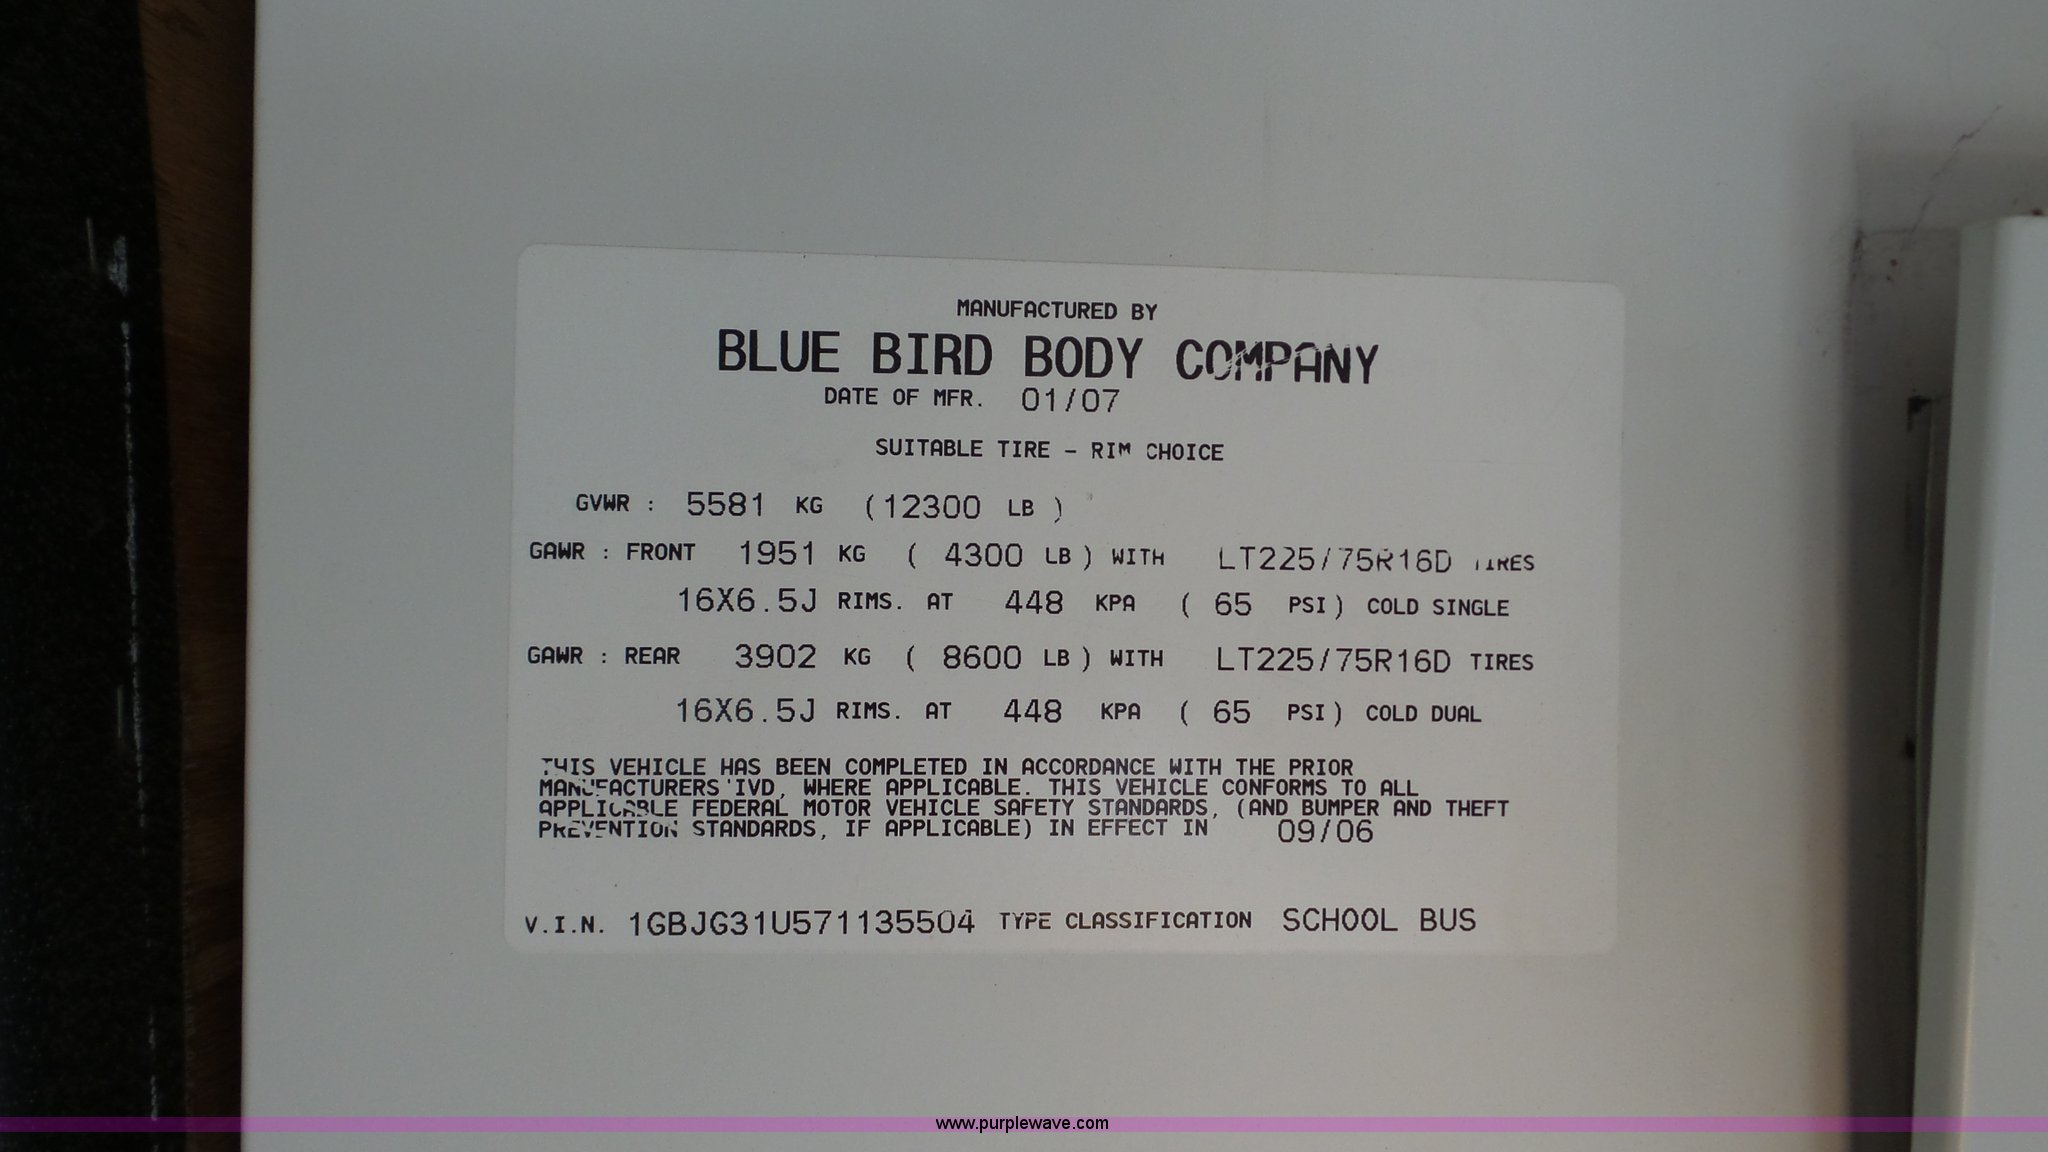 MANUFACTURED BY
BLUE BIRD BODY COMPANY
DATE OF MFR. 01/07
SUITABLE TIRE - RIM CHOICE
GVWR : 5581 KG (12300 LB )
GAWR : FRONT 1951 KG ( 4300 LB ) WITH LT225/75R16D TIRES
16X6.5J RIMS. AT 448 KPA ( 65 PSI ) COLD SINGLE
GAWR : REAR 3902 KG ( 8600 LB ) WITH LT225/75R16D TIRES
16X6.5J RIMS. AT 448 KPA ( 65 PSI ) COLD DUAL
THIS VEHICLE HAS BEEN COMPLETED IN ACCORDANCE WITH THE PRIOR
MANUFACTURERS 'IVD, WHERE APPLICABLE. THIS VEHICLE CONFORMS TO ALL
APPLICABLE FEDERAL MOTOR VEHICLE SAFETY STANDARDS, (AND BUMPER AND THEFT
PREVENTION STANDARDS, IF APPLICABLE) IN EFFECT IN 09/06
V.I.N. 1GBJG31U571135504 TYPE CLASSIFICATION SCHOOL BUS
www.purplewave.com